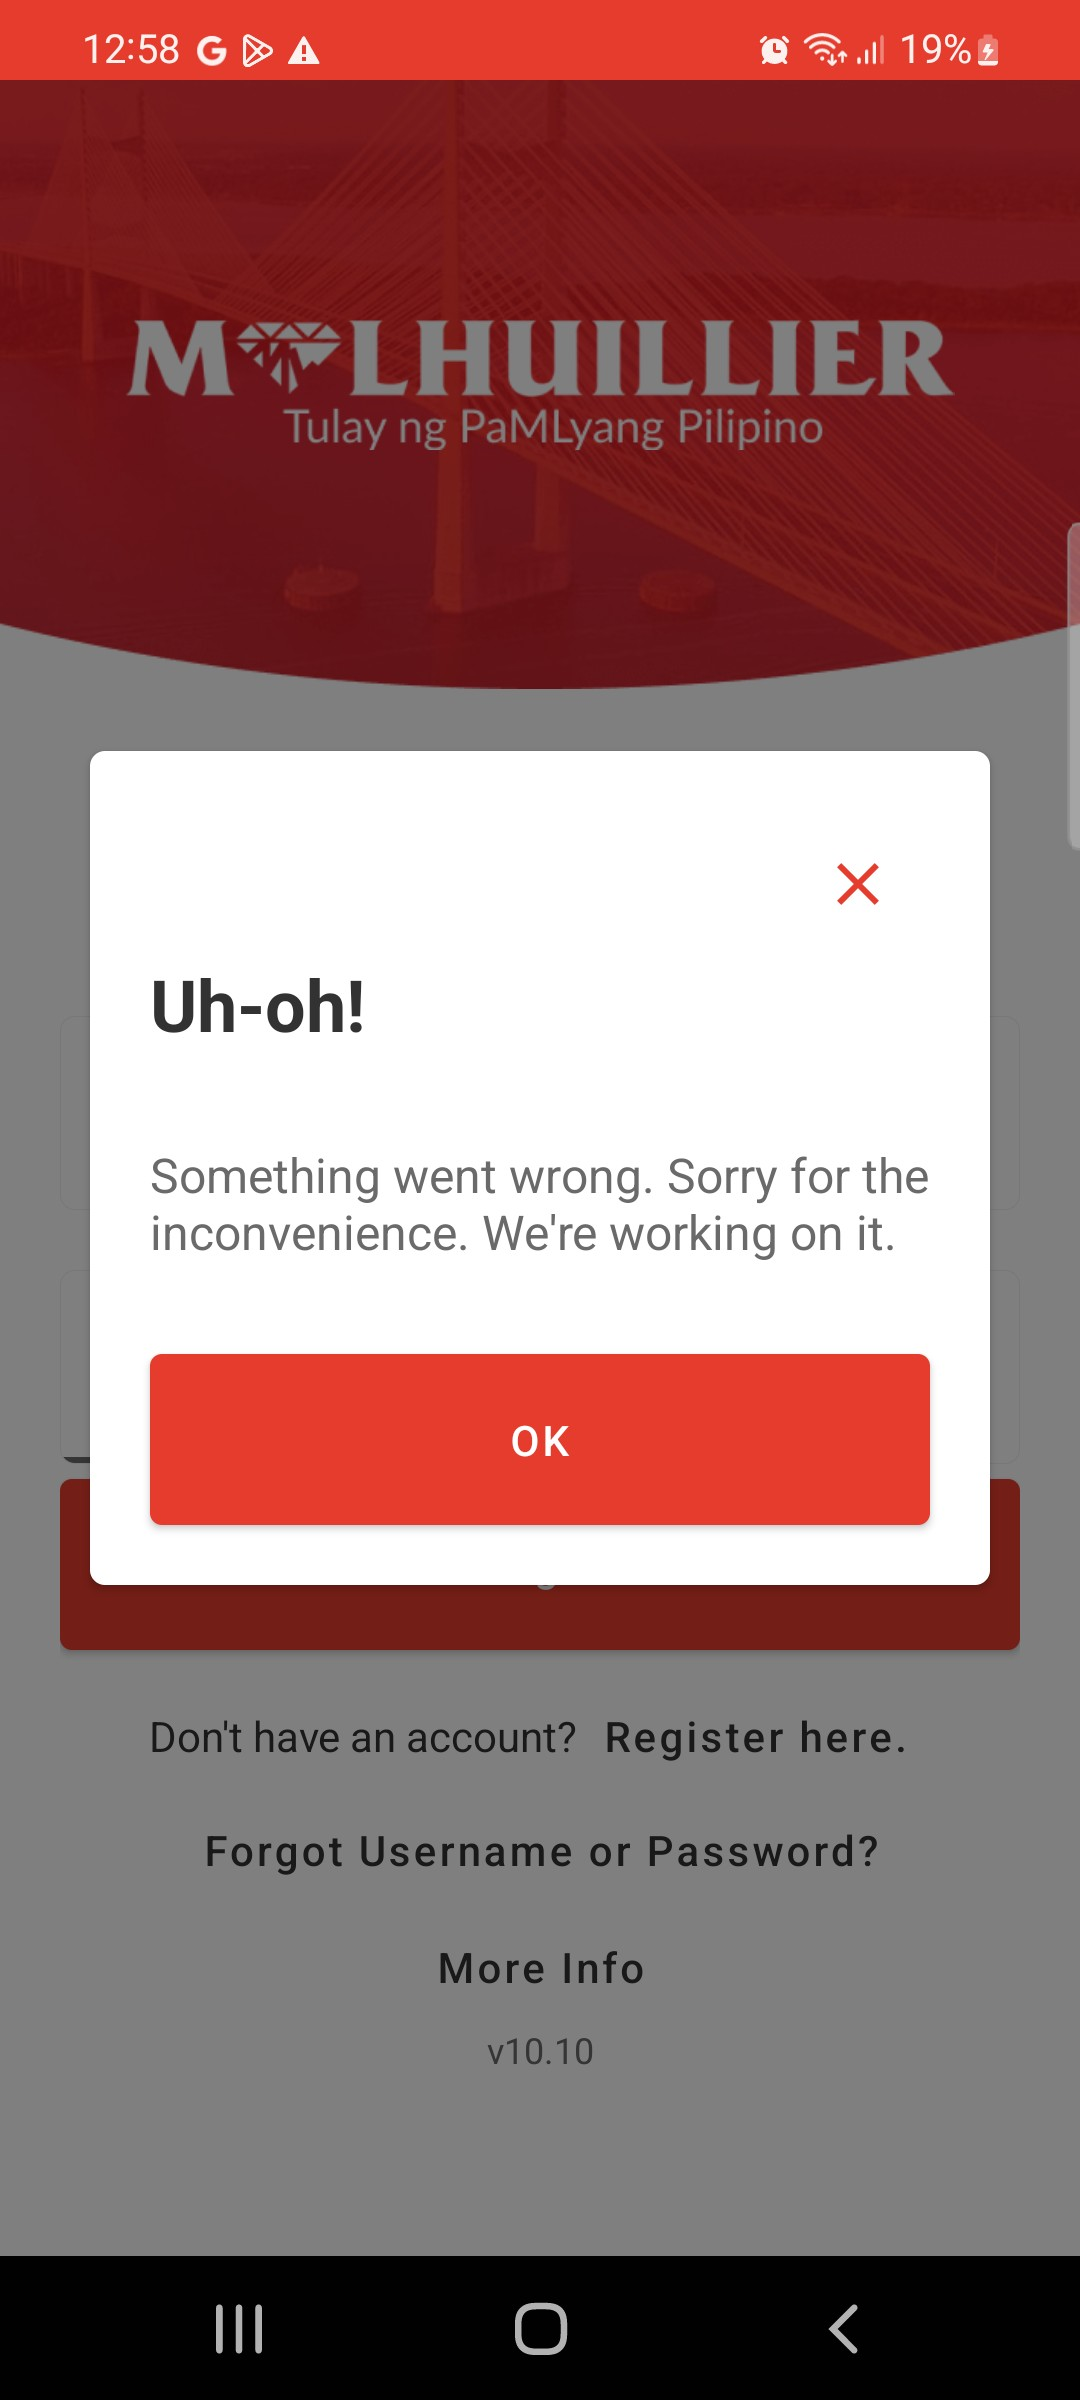 12:58 19%
M LHUILLIER
Tulay ng PaMLyang Pilipino
Uh-oh!
Something went wrong. Sorry for the
inconvenience. We're working on it.
OK
Don't have an account? Register here.
Forgot Username or Password?
More Info
v10.10